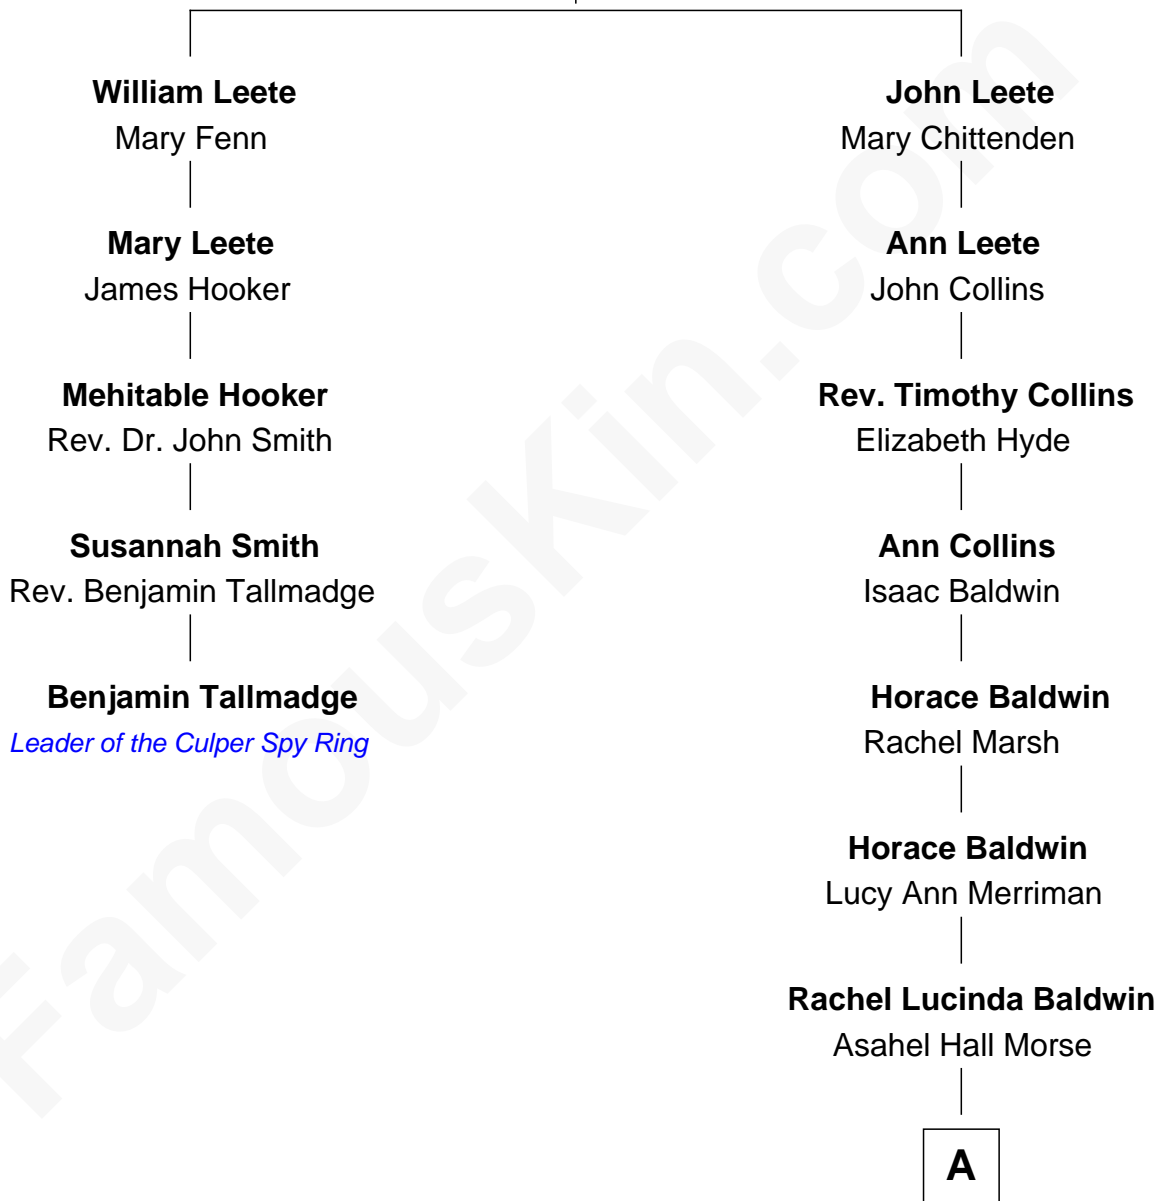 William Leete
Mary Fenn
Mary Leete
James Hooker
Mehitable Hooker
Rev. Dr. John Smith
Susannah Smith
Rev. Benjamin Tallmadge
Benjamin Tallmadge
Leader of the Culper Spy Ring
John Leete
Mary Chittenden
Ann Leete
John Collins
Rev. Timothy Collins
Elizabeth Hyde
Ann Collins
Isaac Baldwin
Horace Baldwin
Rachel Marsh
Horace Baldwin
Lucy Ann Merriman
Rachel Lucinda Baldwin
Asahel Hall Morse
A
FamousKin.com